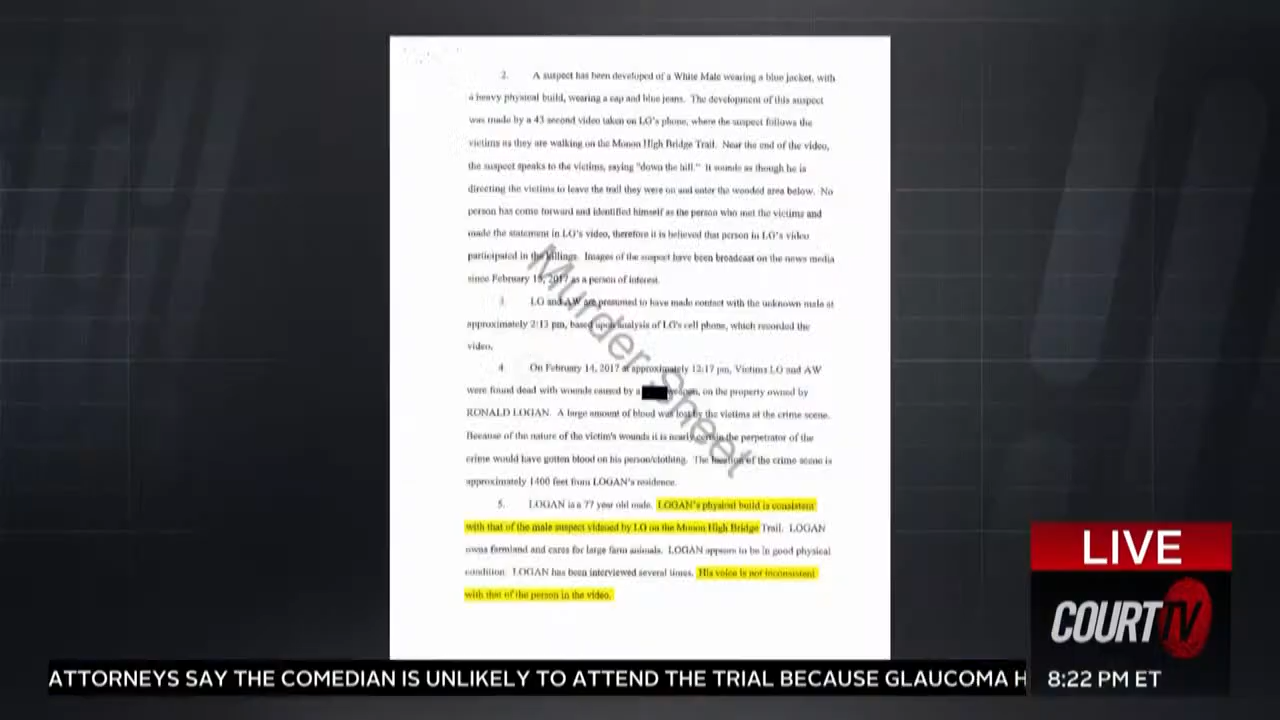 2. A suspect has been developed of a White Male wearing a blue jacket, with
a heavy physical build, wearing a cap and blue jeans. The development of this suspect
was made by a 43 second video taken on LG's phone, where the suspect follows the
victims as they are walking on the Monon High Bridge Trail. Near the end of the video,
the suspect speaks to the victims, saying "down the hill." It sounds as though he is
directing the victims to leave the trail they were on and enter the wooded area below. No
person has come forward and identified himself as the person who met the victims and
made the statement in LG's video, therefore it is believed that person in LG's video
participated in the killings. Images of the suspect have been broadcast on the news media
since February 15, 2017 as a person of interest.
3. LG and AW are presumed to have made contact with the unknown male at
approximately 2:13 pm, based upon analysis of LG's cell phone, which recorded the
video.
4. On February 14, 2017 at approximately 12:17 pm, Victims LG and AW
were found dead with wounds caused by a weapon, on the property owned by
RONALD LOGAN. A large amount of blood was lost by the victims at the crime scene.
Because of the nature of the victim's wounds it is nearly certain the perpetrator of the
crime would have gotten blood on his person/clothing. The location of the crime scene is
approximately 1400 feet from LOGAN's residence.
5. LOGAN is a 77 year old male. LOGAN's physical build is consistent
with that of the male suspect videoed by LG on the Monon High Bridge Trail. LOGAN
owns farmland and cares for large farm animals. LOGAN appears to be in good physical
condition. LOGAN has been interviewed several times. His voice is not inconsistent
with that of the person in the video.
Murder Sheet
LIVE
COURT TV
ATTORNEYS SAY THE COMEDIAN IS UNLIKELY TO ATTEND THE TRIAL BECAUSE GLAUCOMA H
8:22 PM ET